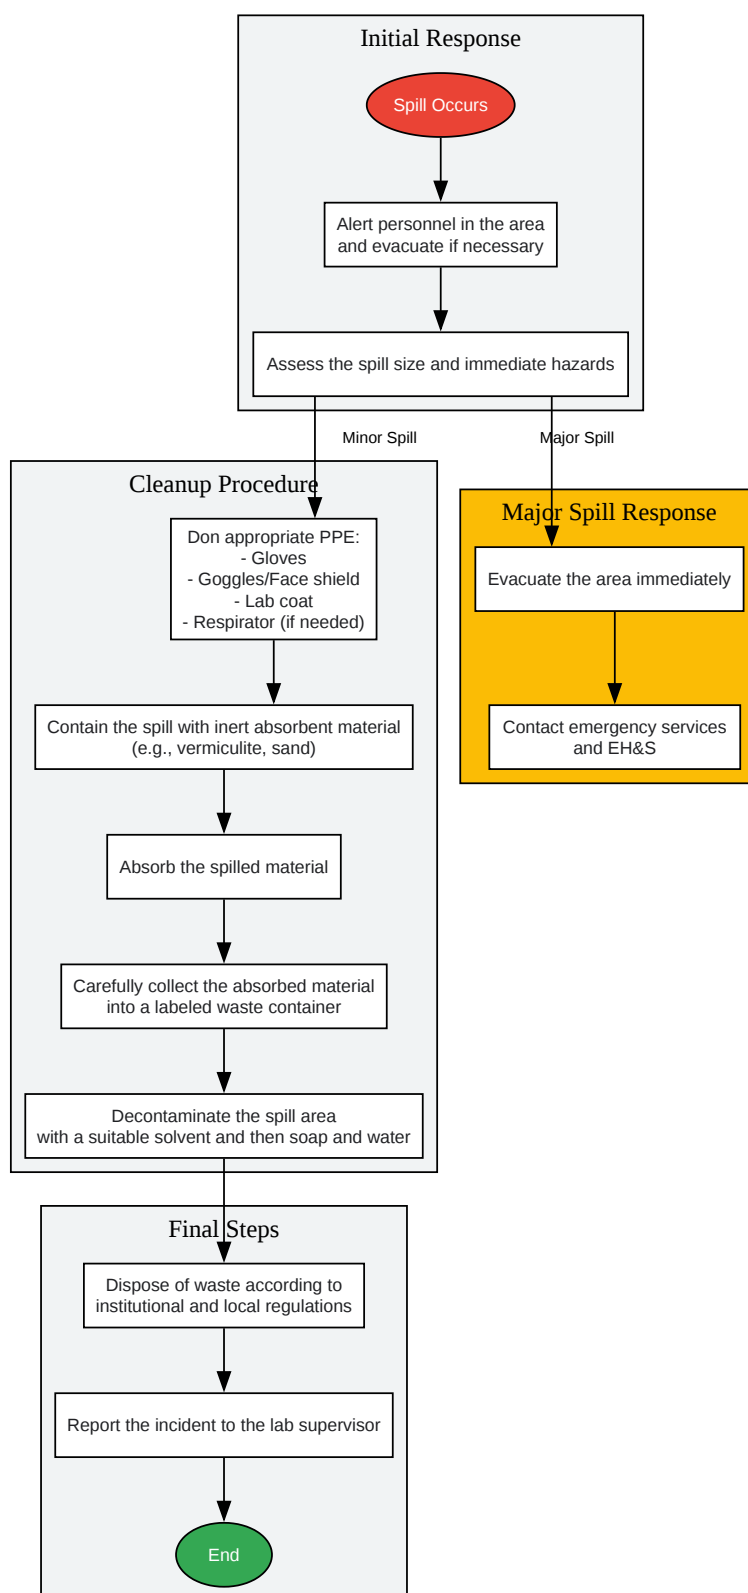 Initial Response
Spill Occurs
Alert personnel in the area
and evacuate if necessary
Assess the spill size and immediate hazards
Minor Spill
Major Spill
Cleanup Procedure
Don appropriate PPE:
- Gloves
- Goggles/Face shield
- Lab coat
- Respirator (if needed)
Contain the spill with inert absorbent material
(e.g., vermiculite, sand)
Absorb the spilled material
Carefully collect the absorbed material
into a labeled waste container
Decontaminate the spill area
with a suitable solvent and then soap and water
Major Spill Response
Evacuate the area immediately
Contact emergency services
and EH&S
Final Steps
Dispose of waste according to
institutional and local regulations
Report the incident to the lab supervisor
End